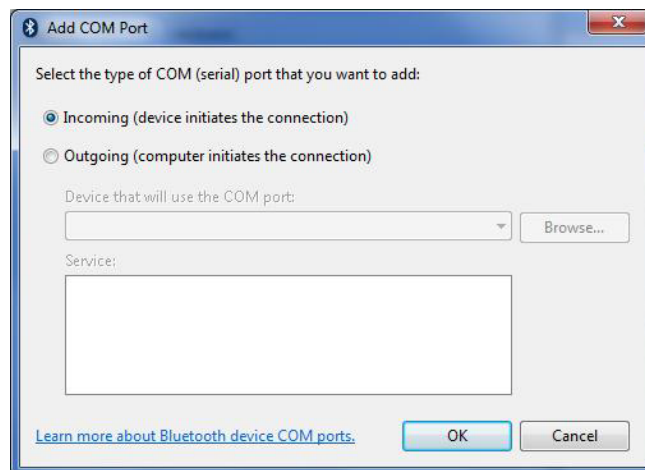 Add COM Port
Select the type of COM (serial) port that you want to add:
Incoming (device initiates the connection)
Outgoing (computer initiates the connection)
Device that will use the COM port:
Browse...
Service:
Learn more about Bluetooth device COM ports.
OK
Cancel